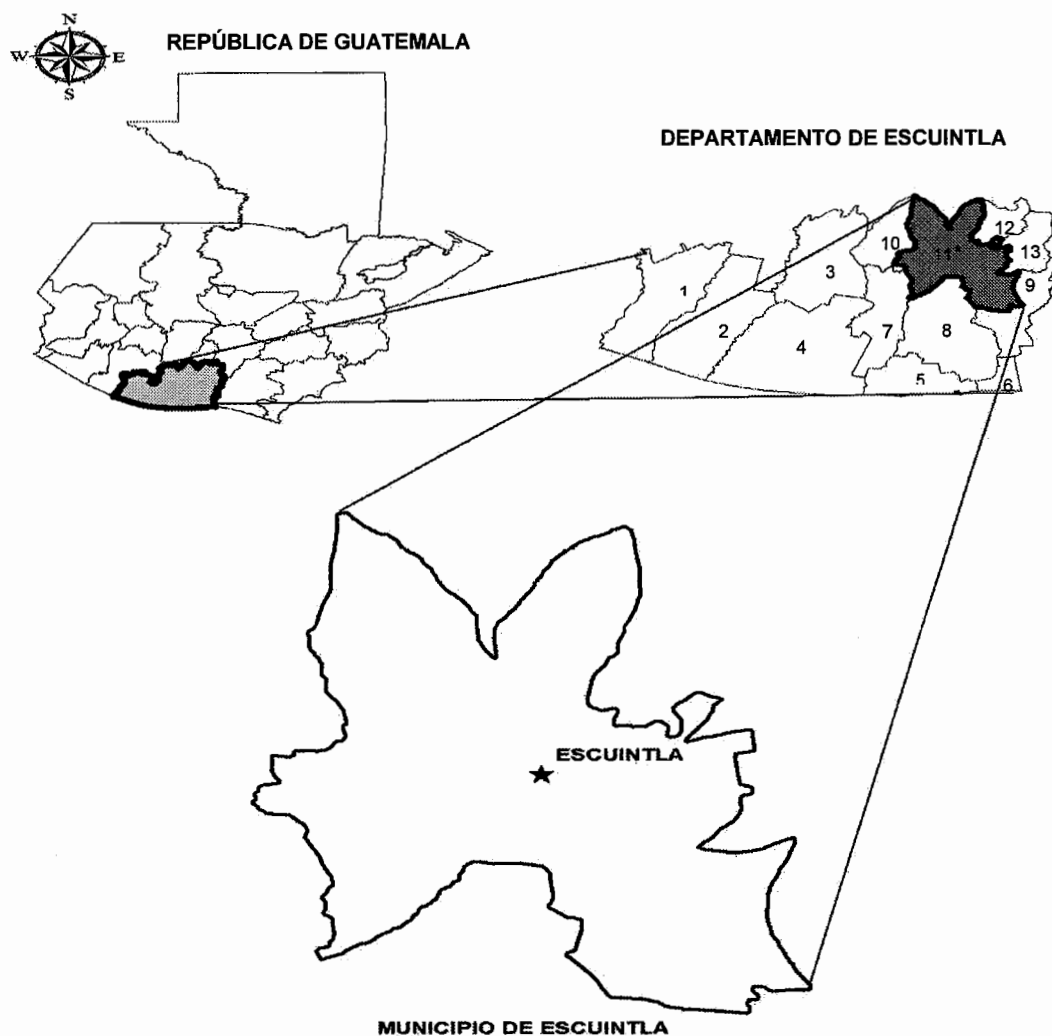 N
REPÚBLICA DE GUATEMALA
W E
S
DEPARTAMENTO DE ESCUINTLA
12
10
11
13
3
9
1
2
7
8
4
5
6
ESCUINTLA
MUNICIPIO DE ESCUINTLA